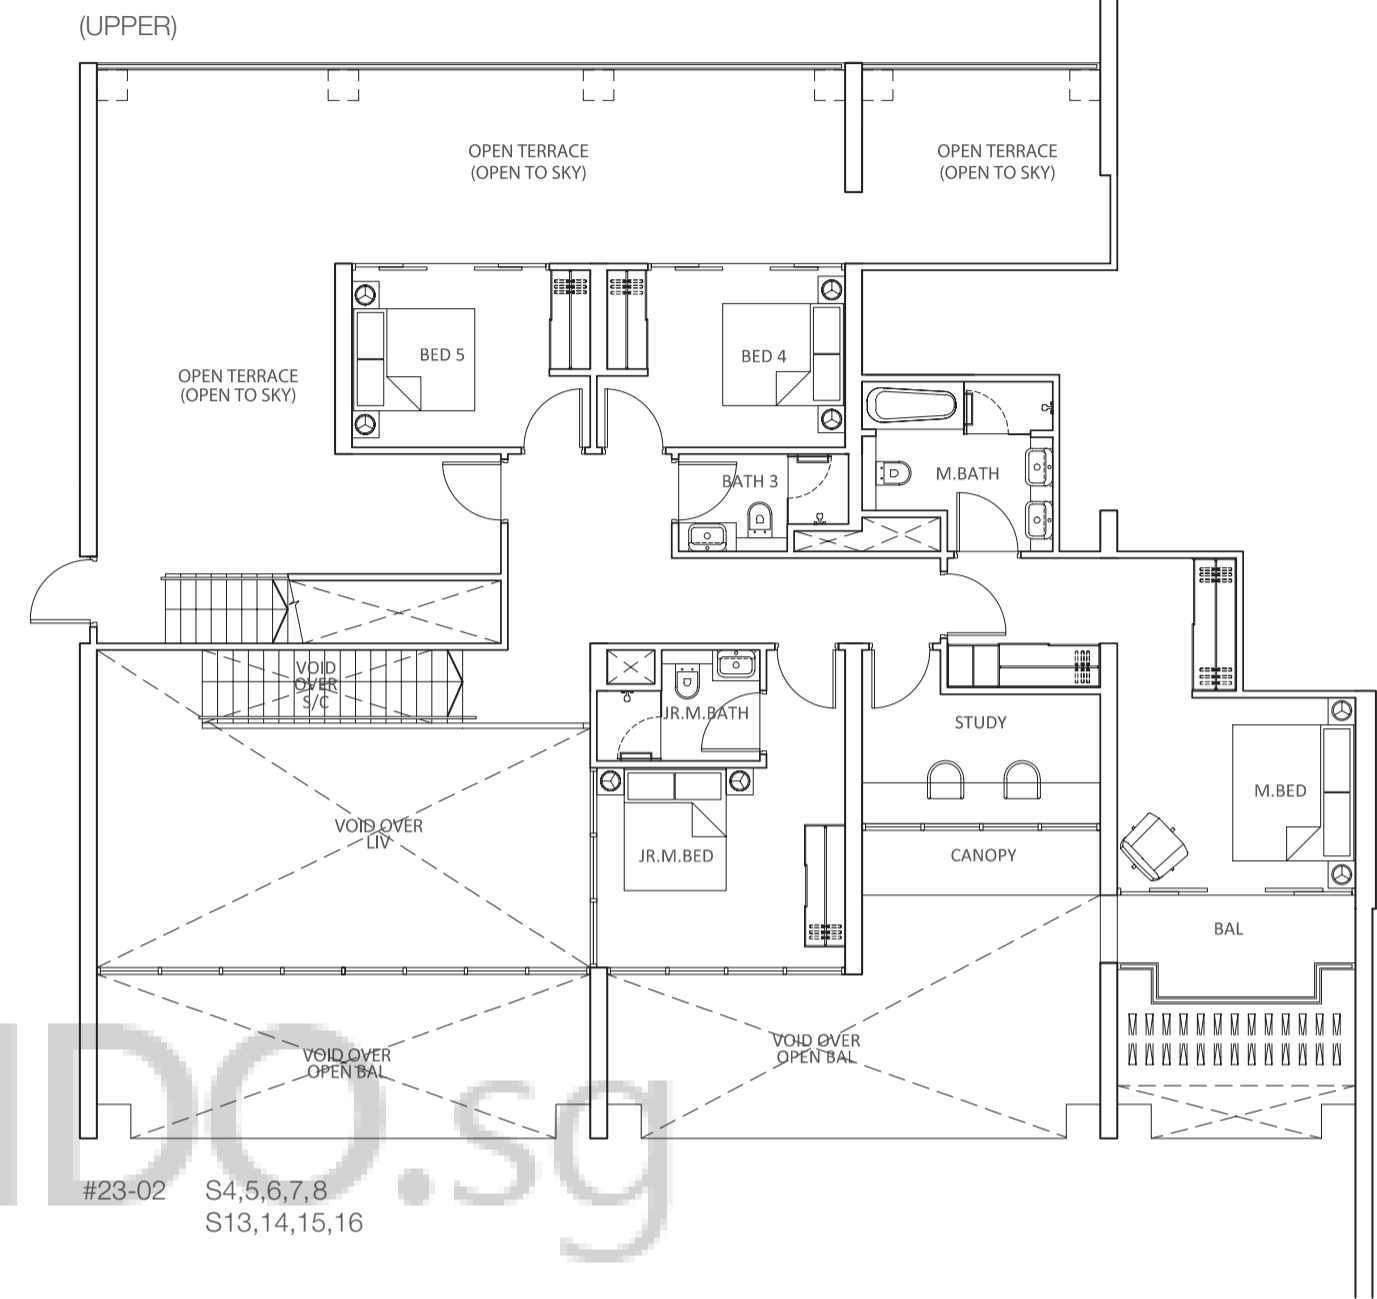 (UPPER)
OPEN TERRACE
(OPEN TO SKY)
OPEN TERRACE
(OPEN TO SKY)
BED 5
BED 4
OPEN TERRACE
(OPEN TO SKY)
BATH 3
M.BATH
VOID
OVER
S/C
JR.M.BATH
STUDY
M.BED
VOID OVER
LIV
JR.M.BED
CANOPY
BAL
VOID OVER
OPEN BAL
VOID OVER
OPEN BAL
DO.sg
#23-02 S4,5,6,7,8
S13,14,15,16